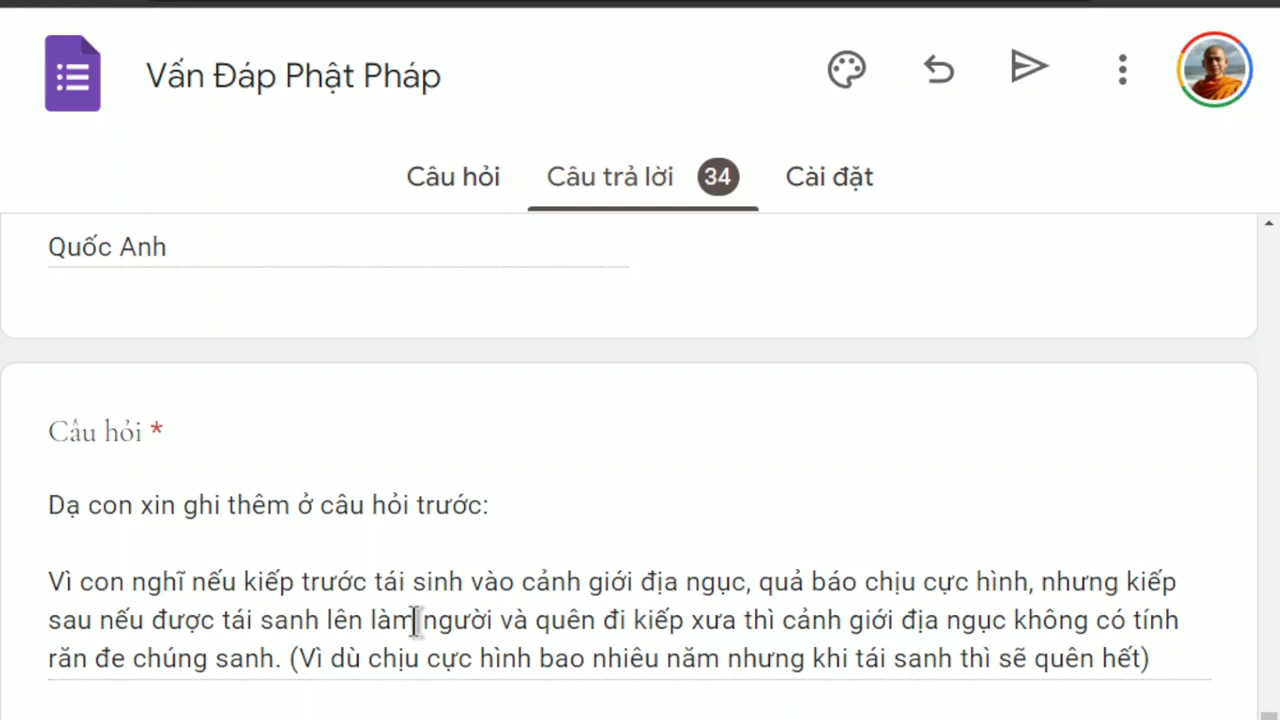 Vấn Đáp Phật Pháp
Câu hỏi
Câu trả lời 34
Cài đặt
Quốc Anh
Câu hỏi *
Dạ con xin ghi thêm ở câu hỏi trước:
Vì con nghĩ nếu kiếp trước tái sinh vào cảnh giới địa ngục, quả báo chịu cực hình, nhưng kiếp
sau nếu được tái sanh lên làm người và quên đi kiếp xưa thì cảnh giới địa ngục không có tính
răn đe chúng sanh. (Vì dù chịu cực hình bao nhiêu năm nhưng khi tái sanh thì sẽ quên hết)